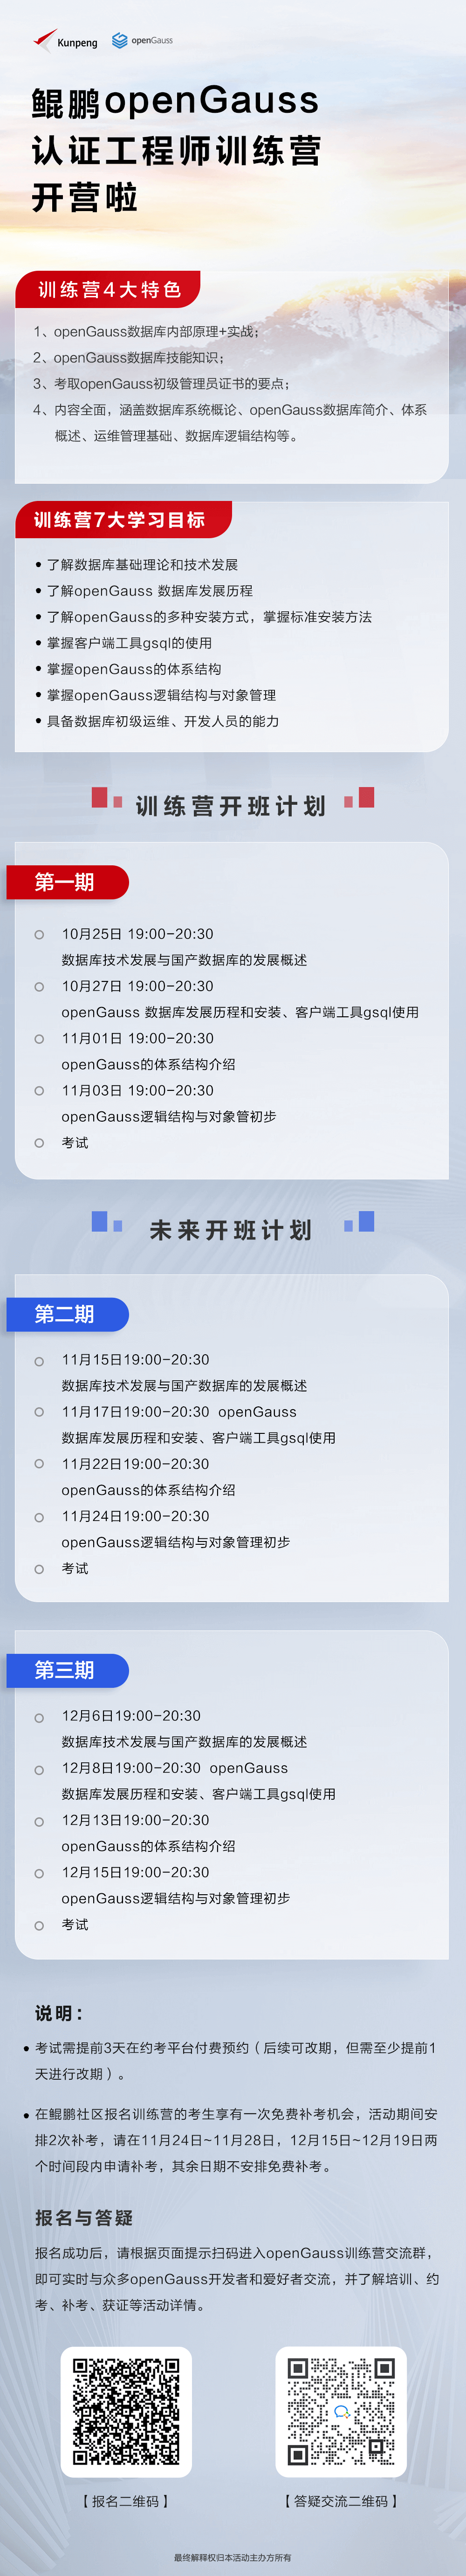 Kunpeng openGauss
鲲鹏openGauss
认证工程师训练营
开营啦
训练营4大特色
1、openGauss数据库内部原理+实战；
2、openGauss数据库技能知识；
3、考取openGauss初级管理员证书的要点；
4、内容全面，涵盖数据库系统概论、openGauss数据库简介、体系
概述、运维管理基础、数据库逻辑结构等。
训练营7大学习目标
• 了解数据库基础理论和技术发展
• 了解openGauss 数据库发展历程
• 了解openGauss的多种安装方式，掌握标准安装方法
• 掌握客户端工具gsql的使用
• 掌握openGauss的体系结构
• 掌握openGauss逻辑结构与对象管理
• 具备数据库初级运维、开发人员的能力
训练营开班计划
第一期
10月25日 19:00-20:30
数据库技术发展与国产数据库的发展概述
10月27日 19:00-20:30
openGauss 数据库发展历程和安装、客户端工具gsql使用
11月01日 19:00-20:30
openGauss的体系结构介绍
11月03日 19:00-20:30
openGauss逻辑结构与对象管初步
考试
未来开班计划
第二期
11月15日19:00-20:30
数据库技术发展与国产数据库的发展概述
11月17日19:00-20:30 openGauss
数据库发展历程和安装、客户端工具gsql使用
11月22日19:00-20:30
openGauss的体系结构介绍
11月24日19:00-20:30
openGauss逻辑结构与对象管理初步
考试
第三期
12月6日19:00-20:30
数据库技术发展与国产数据库的发展概述
12月8日19:00-20:30 openGauss
数据库发展历程和安装、客户端工具gsql使用
12月13日19:00-20:30
openGauss的体系结构介绍
12月15日19:00-20:30
openGauss逻辑结构与对象管理初步
考试
说明：
• 考试需提前3天在约考平台付费预约（后续可改期，但需至少提前1
天进行改期）。
• 在鲲鹏社区报名训练营的考生享有一次免费补考机会，活动期间安
排2次补考，请在11月24日~11月28日，12月15日~12月19日两
个时间段内申请补考，其余日期不安排免费补考。
报名与答疑
报名成功后，请根据页面提示扫码进入openGauss训练营交流群，
即可实时与众多openGauss开发者和爱好者交流，并了解培训、约
考、补考、获证等活动详情。
【报名二维码】 【答疑交流二维码】
最终解释权归本活动主办方所有